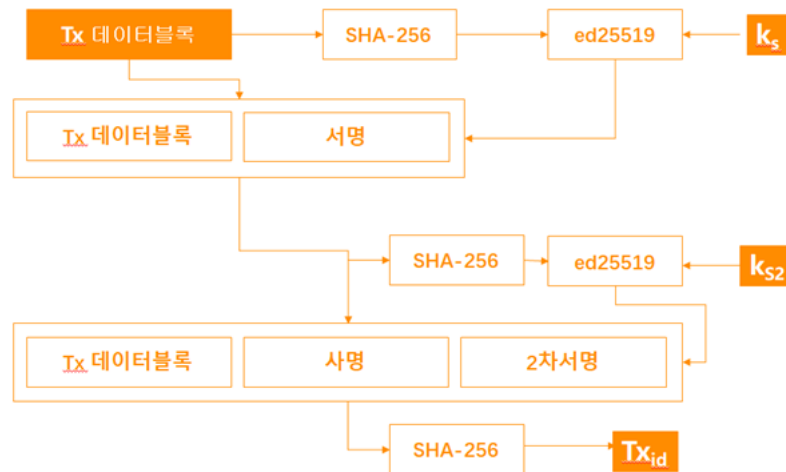 Tx 데이터블록
SHA-256
ed25519
ks
Tx 데이터블록
서명
SHA-256
ed25519
kS2
Tx 데이터블록
사명
2차서명
SHA-256
Txid